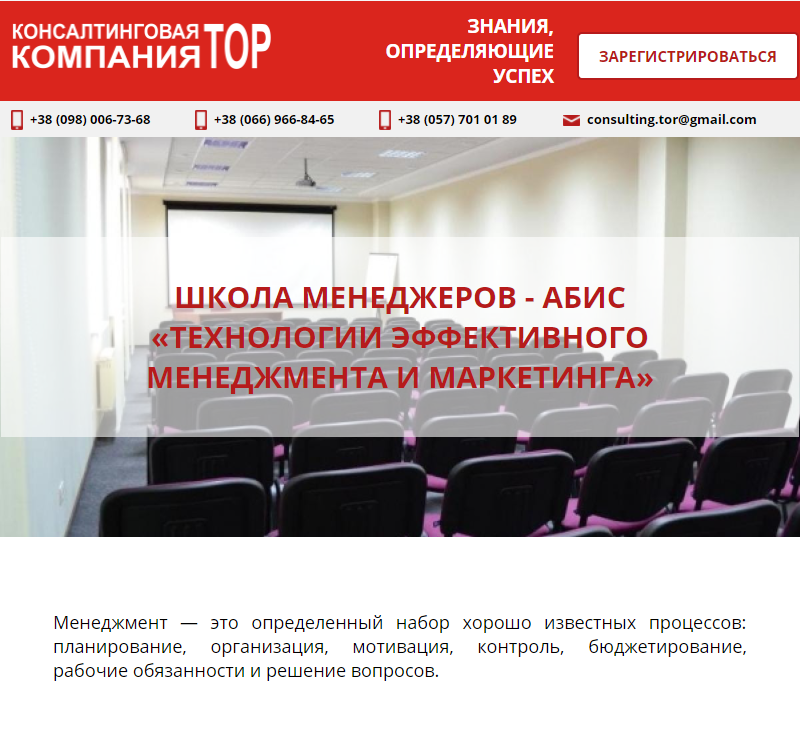 КОНСАЛТИНГОВАЯ
КОМПАНИЯ ТОР
ЗНАНИЯ,
ОПРЕДЕЛЯЮЩИЕ
УСПЕХ
ЗАРЕГИСТРИРОВАТЬСЯ
+38 (098) 006-73-68
+38 (066) 966-84-65
+38 (057) 701 01 89
consulting.tor@gmail.com
ШКОЛА МЕНЕДЖЕРОВ - АБИС
«ТЕХНОЛОГИИ ЭФФЕКТИВНОГО
МЕНЕДЖМЕНТА И МАРКЕТИНГА»
Менеджмент — это определенный набор хорошо известных процессов:
планирование, организация, мотивация, контроль, бюджетирование,
рабочие обязанности и решение вопросов.